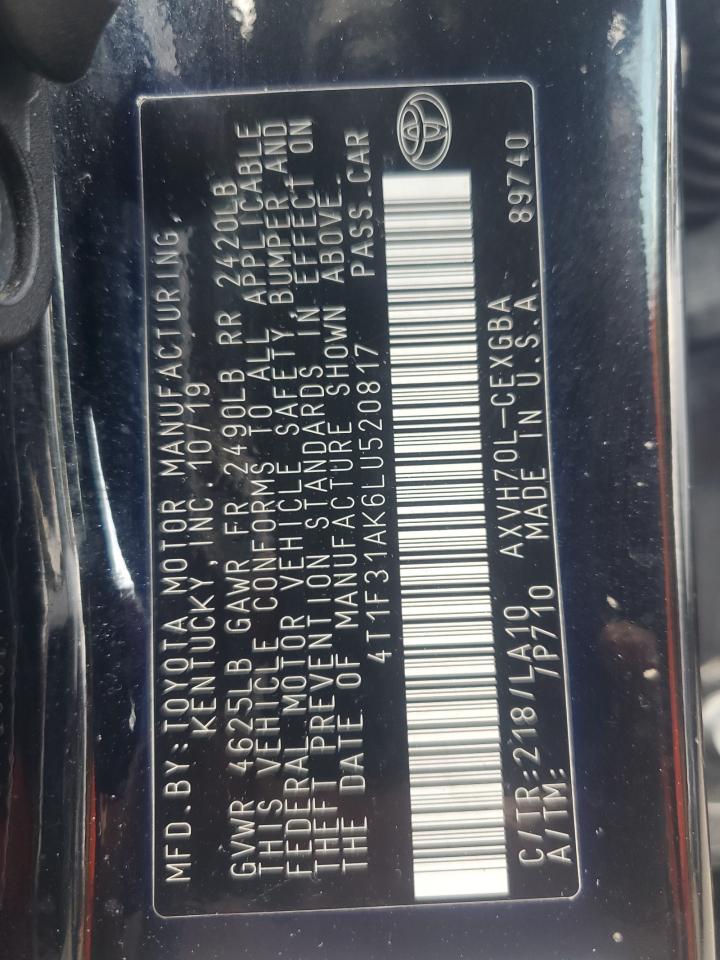 MFD.BY:TOYOTA MOTOR MANUFACTURING,
KENTUCKY,INC 10/19
GVWR 4625LB GAWR FR 2490LB RR 2420LB
THIS VEHICLE CONFORMS TO ALL APPLICABLE
FEDERAL MOTOR VEHICLE SAFETY,BUMPER,AND
THEFT PREVENTION STANDARDS IN EFFECT ON
THE DATE OF MANUFACTURE SHOWN ABOVE.
4T1F31AK6LU520817 PASS.CAR
C/TR:218/LA10 AXVH70L-CEXGBA 89740
A/TM: /P710 MADE IN U.S.A.